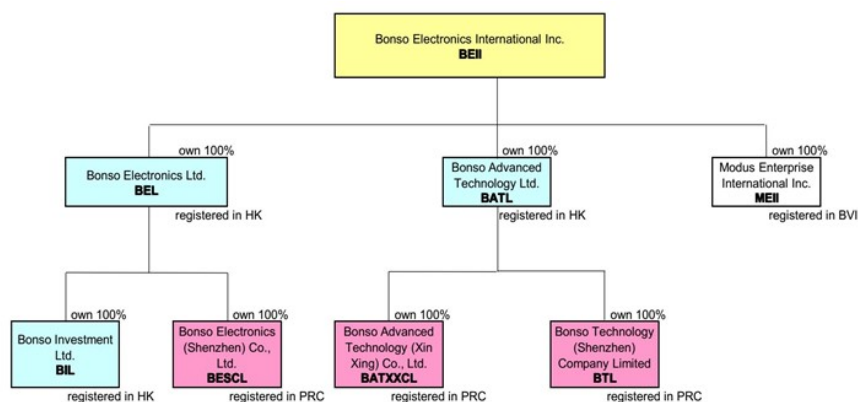 Bonso Electronics International Inc.
BEII
own 100%
own 100%
own 100%
Bonso Electronics Ltd.
BEL
Bonso Advanced
Technology Ltd.
BATL
Modus Enterprise
International Inc.
MEII
registered in HK
registered in HK
registered in BVI
own 100%
own 100%
own 100%
own 100%
Bonso Investment
Ltd.
BIL
Bonso Electronics
(Shenzhen) Co.,
Ltd.
BESCL
Bonso Advanced
Technology (Xin
Xing) Co., Ltd.
BATXXCL
Bonso Technology
(Shenzhen)
Company Limited
BTL
registered in HK
registered in PRC
registered in PRC
registered in PRC